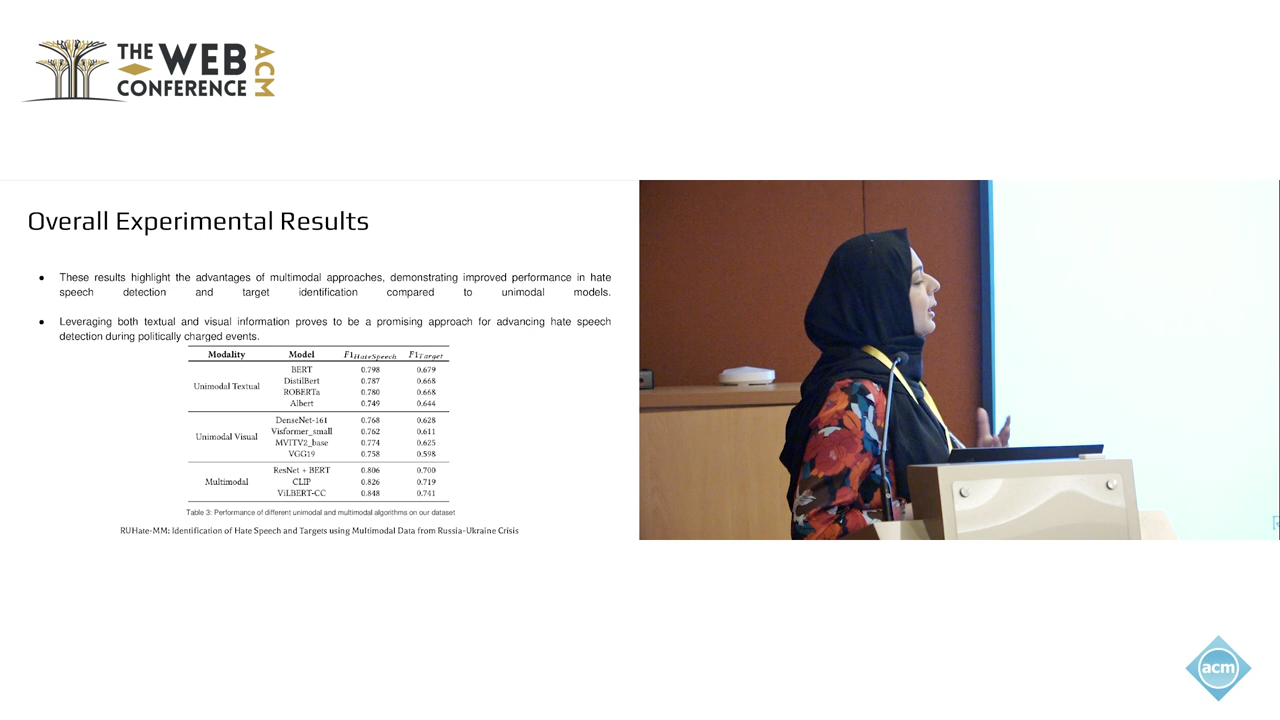 THE WEB
CONFERENCE
ACM
Overall Experimental Results
● These results highlight the advantages of multimodal approaches, demonstrating improved performance in hate
speech detection and target identification compared to unimodal models.
● Leveraging both textual and visual information proves to be a promising approach for advancing hate speech
detection during politically charged events.
Modality Model F1HateSpeech F1Target
Unimodal Textual
BERT 0.798 0.679
DistilBert 0.787 0.668
ROBERTa 0.780 0.668
Albert 0.749 0.644
Unimodal Visual
DenseNet-161 0.768 0.628
Visformer_small 0.762 0.611
MVITV2_base 0.774 0.625
VGG19 0.758 0.598
Multimodal
ResNet + BERT 0.806 0.700
CLIP 0.826 0.719
ViLBERT-CC 0.848 0.741
Table 3: Performance of different unimodal and multimodal algorithms on our dataset
RUHate-MM: Identification of Hate Speech and Targets using Multimodal Data from Russia-Ukraine Crisis
acm